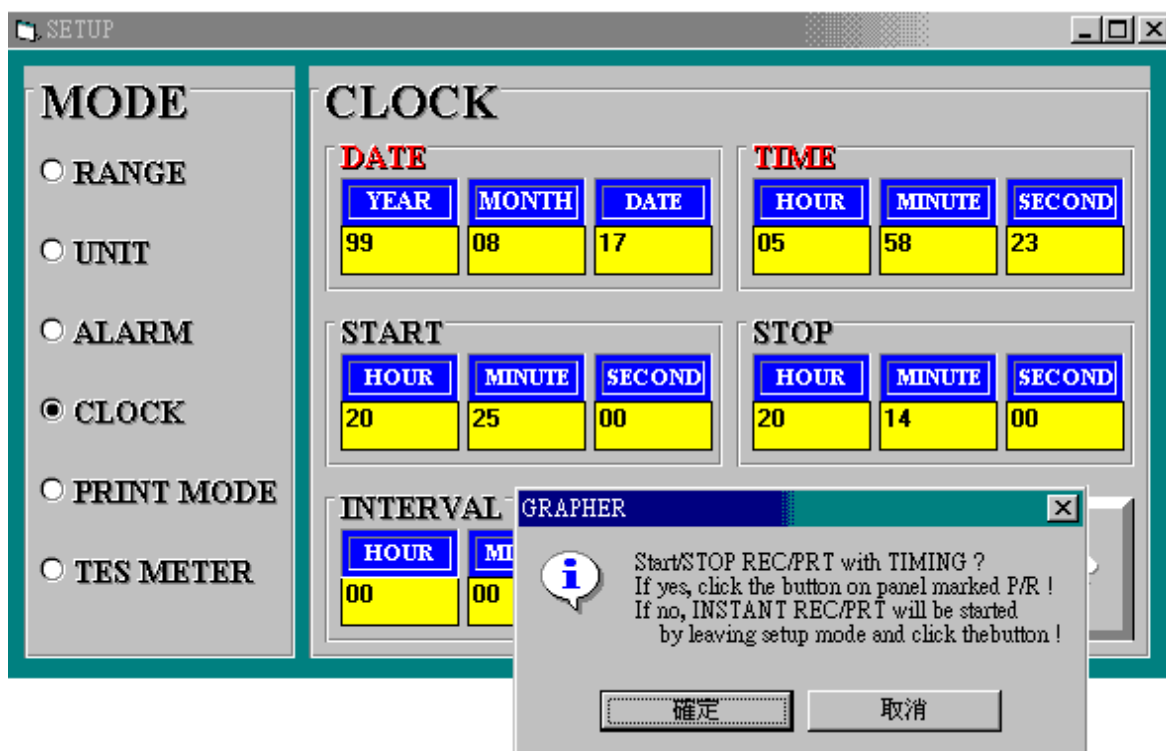 SETUP
MODE
RANGE
UNIT
ALARM
CLOCK
PRINT MODE
TES METER
CLOCK
DATE
YEAR MONTH DATE
99 08 17
TIME
HOUR MINUTE SECOND
05 58 23
START
HOUR MINUTE SECOND
20 25 00
STOP
HOUR MINUTE SECOND
20 14 00
INTERVAL
HOUR
00 00
GRAPHER
Start/STOP REC/PRT with TIMING ?
If yes, click the button on panel marked P/R !
If no, INSTANT REC/PRT will be started
by leaving setup mode and click thebutton !
確定 取消